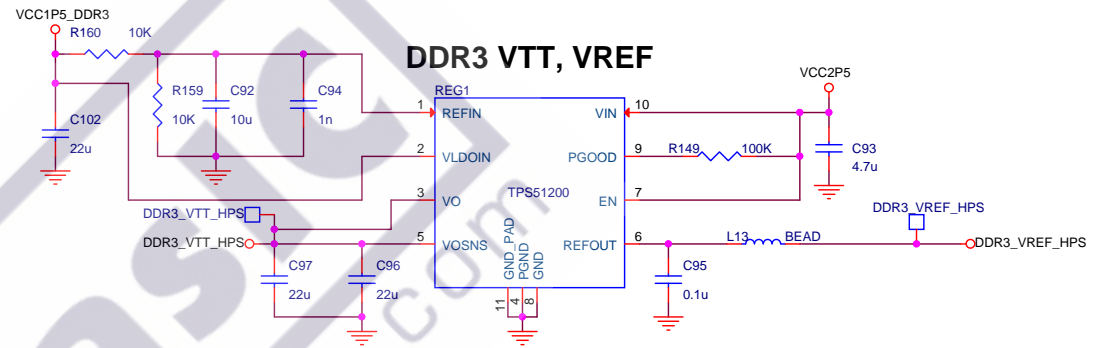 VCC1P5_DDR3
R160 10K
DDR3 VTT, VREF
VCC2P5
R159
10K
C92
10u
C94
1n
C102
22u
REG1
1 REFIN
2 VLDOIN
3 VO
5 VOSNS
TPS51200
VIN 10
PGOOD 9
EN 7
REFOUT 6
GND_PAD
PGND
GND
11
4
8
R149 100K
C93
4.7u
DDR3_VTT_HPS
DDR3_VTT_HPS
C97
22u
C96
22u
C95
0.1u
L13 BEAD
DDR3_VREF_HPS
DDR3_VREF_HPS
sic
com